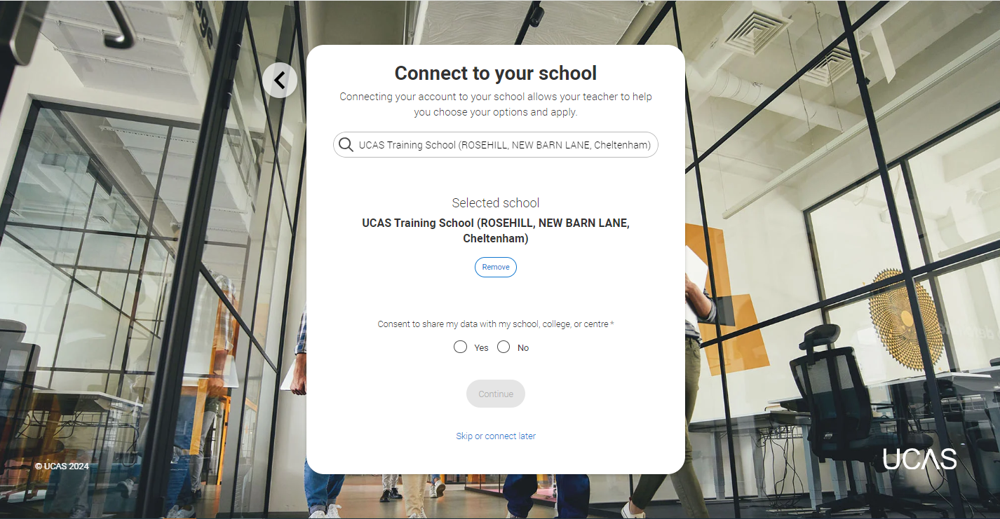 Connect to your school
Connecting your account to your school allows your teacher to help
you choose your options and apply.
UCAS Training School (ROSEHILL, NEW BARN LANE, Cheltenham)
Selected school
UCAS Training School (ROSEHILL, NEW BARN LANE,
Cheltenham)
Remove
Consent to share my data with my school, college, or centre *
Yes No
Continue
Skip or connect later
© UCAS 2024
UCAS